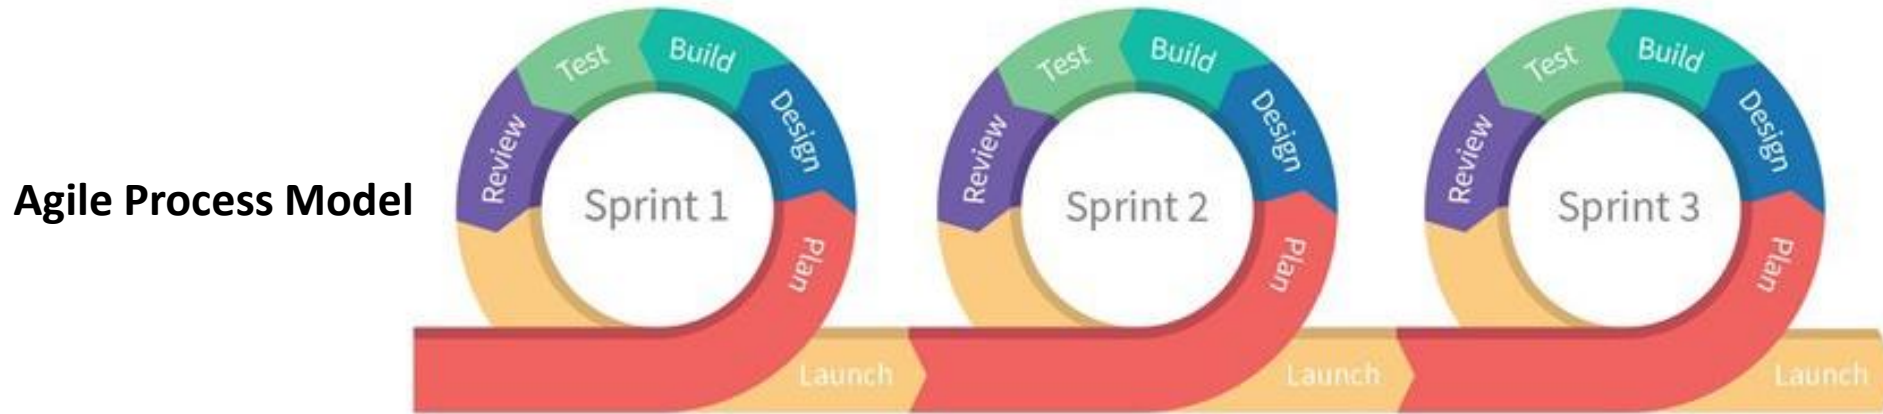 Agile Process Model
Sprint 1
Plan
Design
Build
Test
Review
Launch
Sprint 2
Plan
Design
Build
Test
Review
Launch
Sprint 3
Plan
Design
Build
Test
Review
Launch